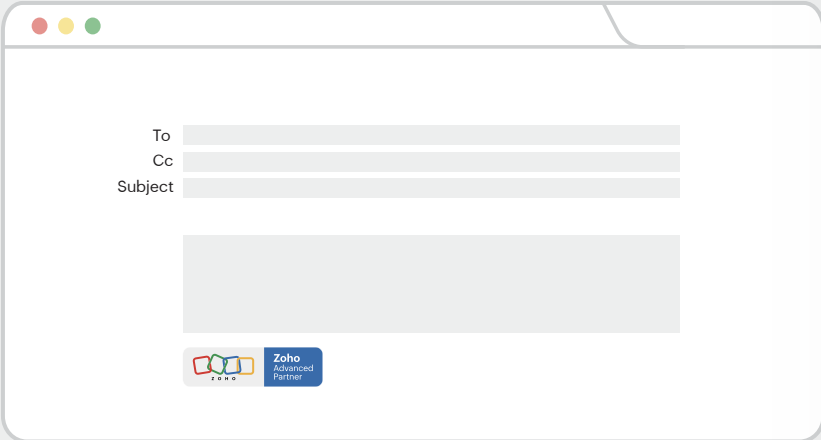 To
Cc
Subject
ZOHO
Zoho
Advanced
Partner